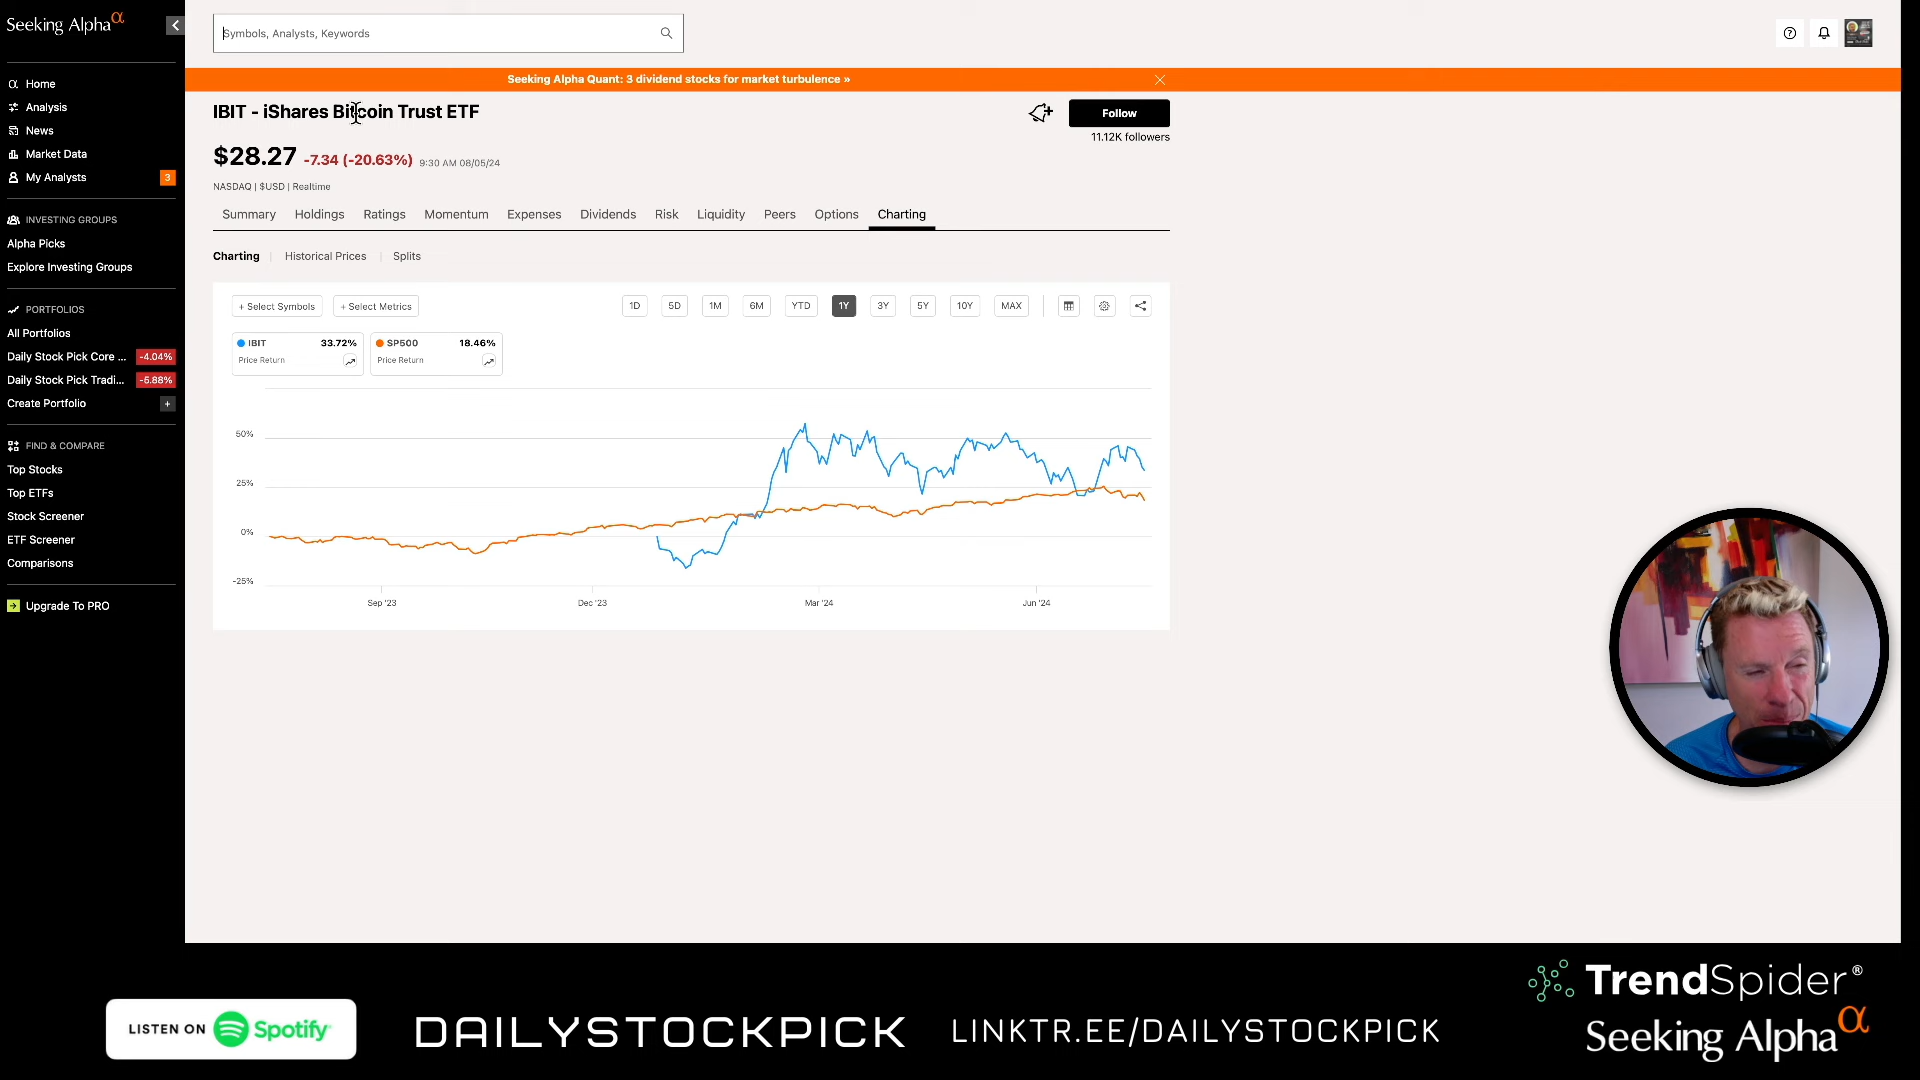 Seeking Alpha α
Symbols, Analysts, Keywords
Seeking Alpha Quant: 3 dividend stocks for market turbulence »
Home
Analysis
News
Market Data
My Analysts 3
INVESTING GROUPS
Alpha Picks
Explore Investing Groups
PORTFOLIOS
All Portfolios
Daily Stock Pick Core ... -4.04%
Daily Stock Pick Tradi... -5.88%
Create Portfolio +
FIND & COMPARE
Top Stocks
Top ETFs
Stock Screener
ETF Screener
Comparisons
Upgrade To PRO
IBIT - iShares Bitcoin Trust ETF
Follow
11.12K followers
$28.27 -7.34 (-20.63%) 9:30 AM 08/05/24
NASDAQ | $USD | Realtime
Summary Holdings Ratings Momentum Expenses Dividends Risk Liquidity Peers Options Charting
Charting | Historical Prices | Splits
+ Select Symbols + Select Metrics 1D 5D 1M 6M YTD 1Y 3Y 5Y 10Y MAX
IBIT 33.72% SP500 18.46%
Price Return Price Return
50%
25%
0%
-25%
Sep '23 Dec '23 Mar '24 Jun '24
LISTEN ON Spotify
DAILYSTOCKPICK
LINKTR.EE/DAILYSTOCKPICK
TrendSpider®
Seeking Alpha α